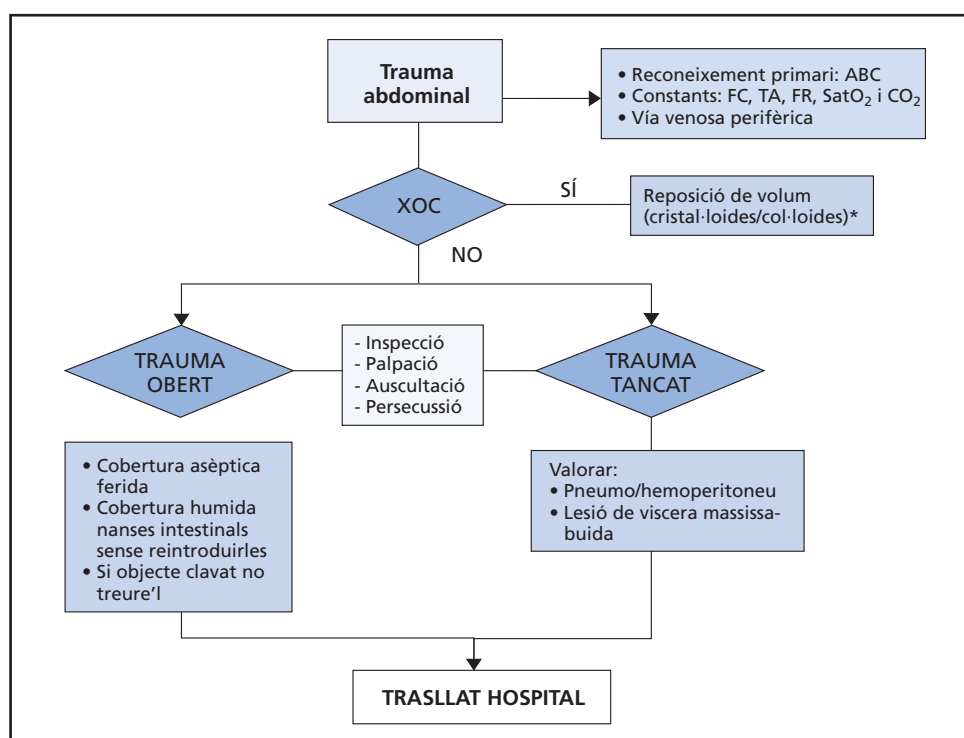 Trauma
abdominal
• Reconeixement primari: ABC
• Constants: FC, TA, FR, SatO₂ i CO₂
• Vía venosa perifèrica
XOC
SÍ
Reposició de volum
(cristal·loides/col·loides)*
NO
TRAUMA
OBERT
- Inspecció
- Palpació
- Auscultació
- Persecussió
TRAUMA
TANCAT
• Cobertura asèptica
ferida
• Cobertura humida
nanses intestinals
sense reintroduirles
• Si objecte clavat no
treure'l
Valorar:
• Pneumo/hemoperitoneu
• Lesió de viscera massissa-
buida
TRASLLAT HOSPITAL